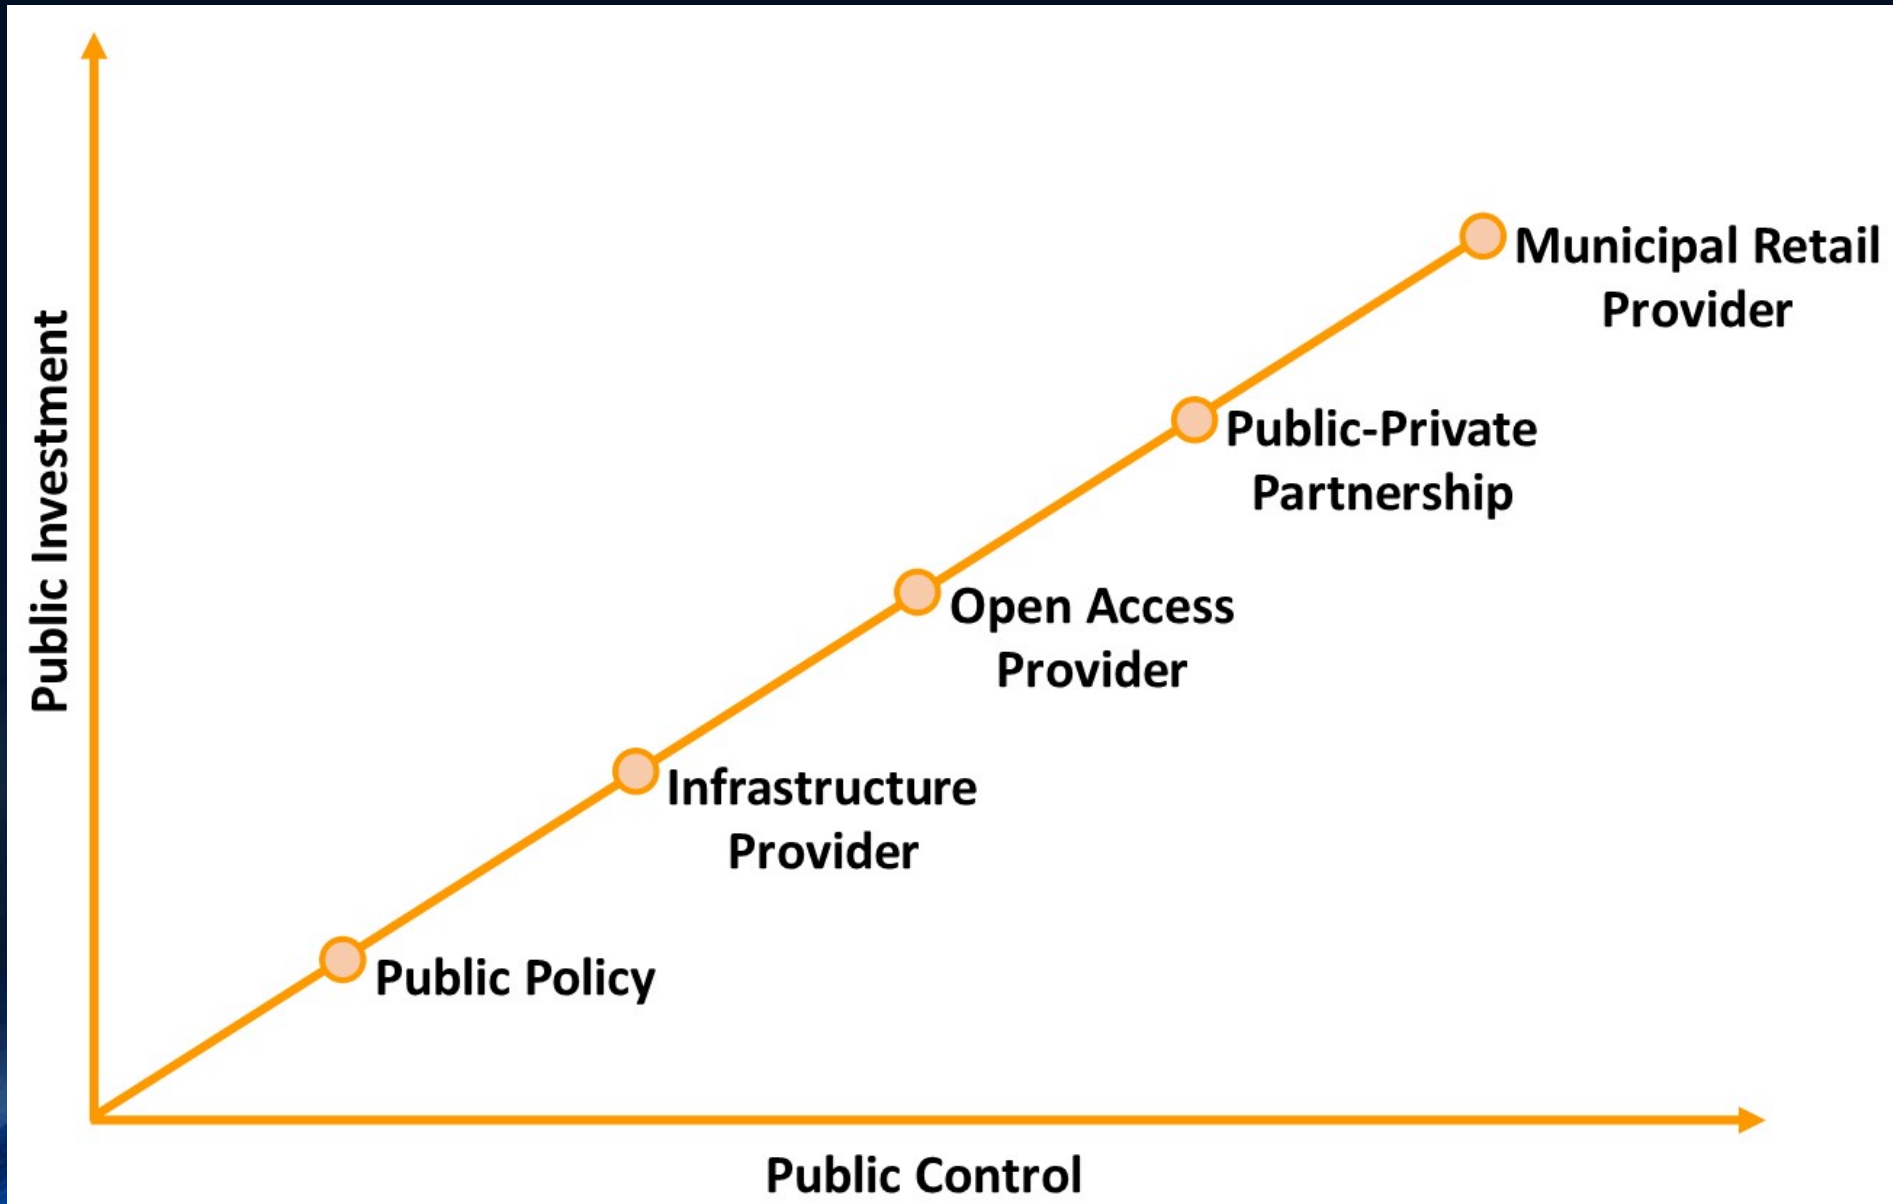 Public Investment
Municipal Retail
Provider
Public-Private
Partnership
Open Access
Provider
Infrastructure
Provider
Public Policy
Public Control